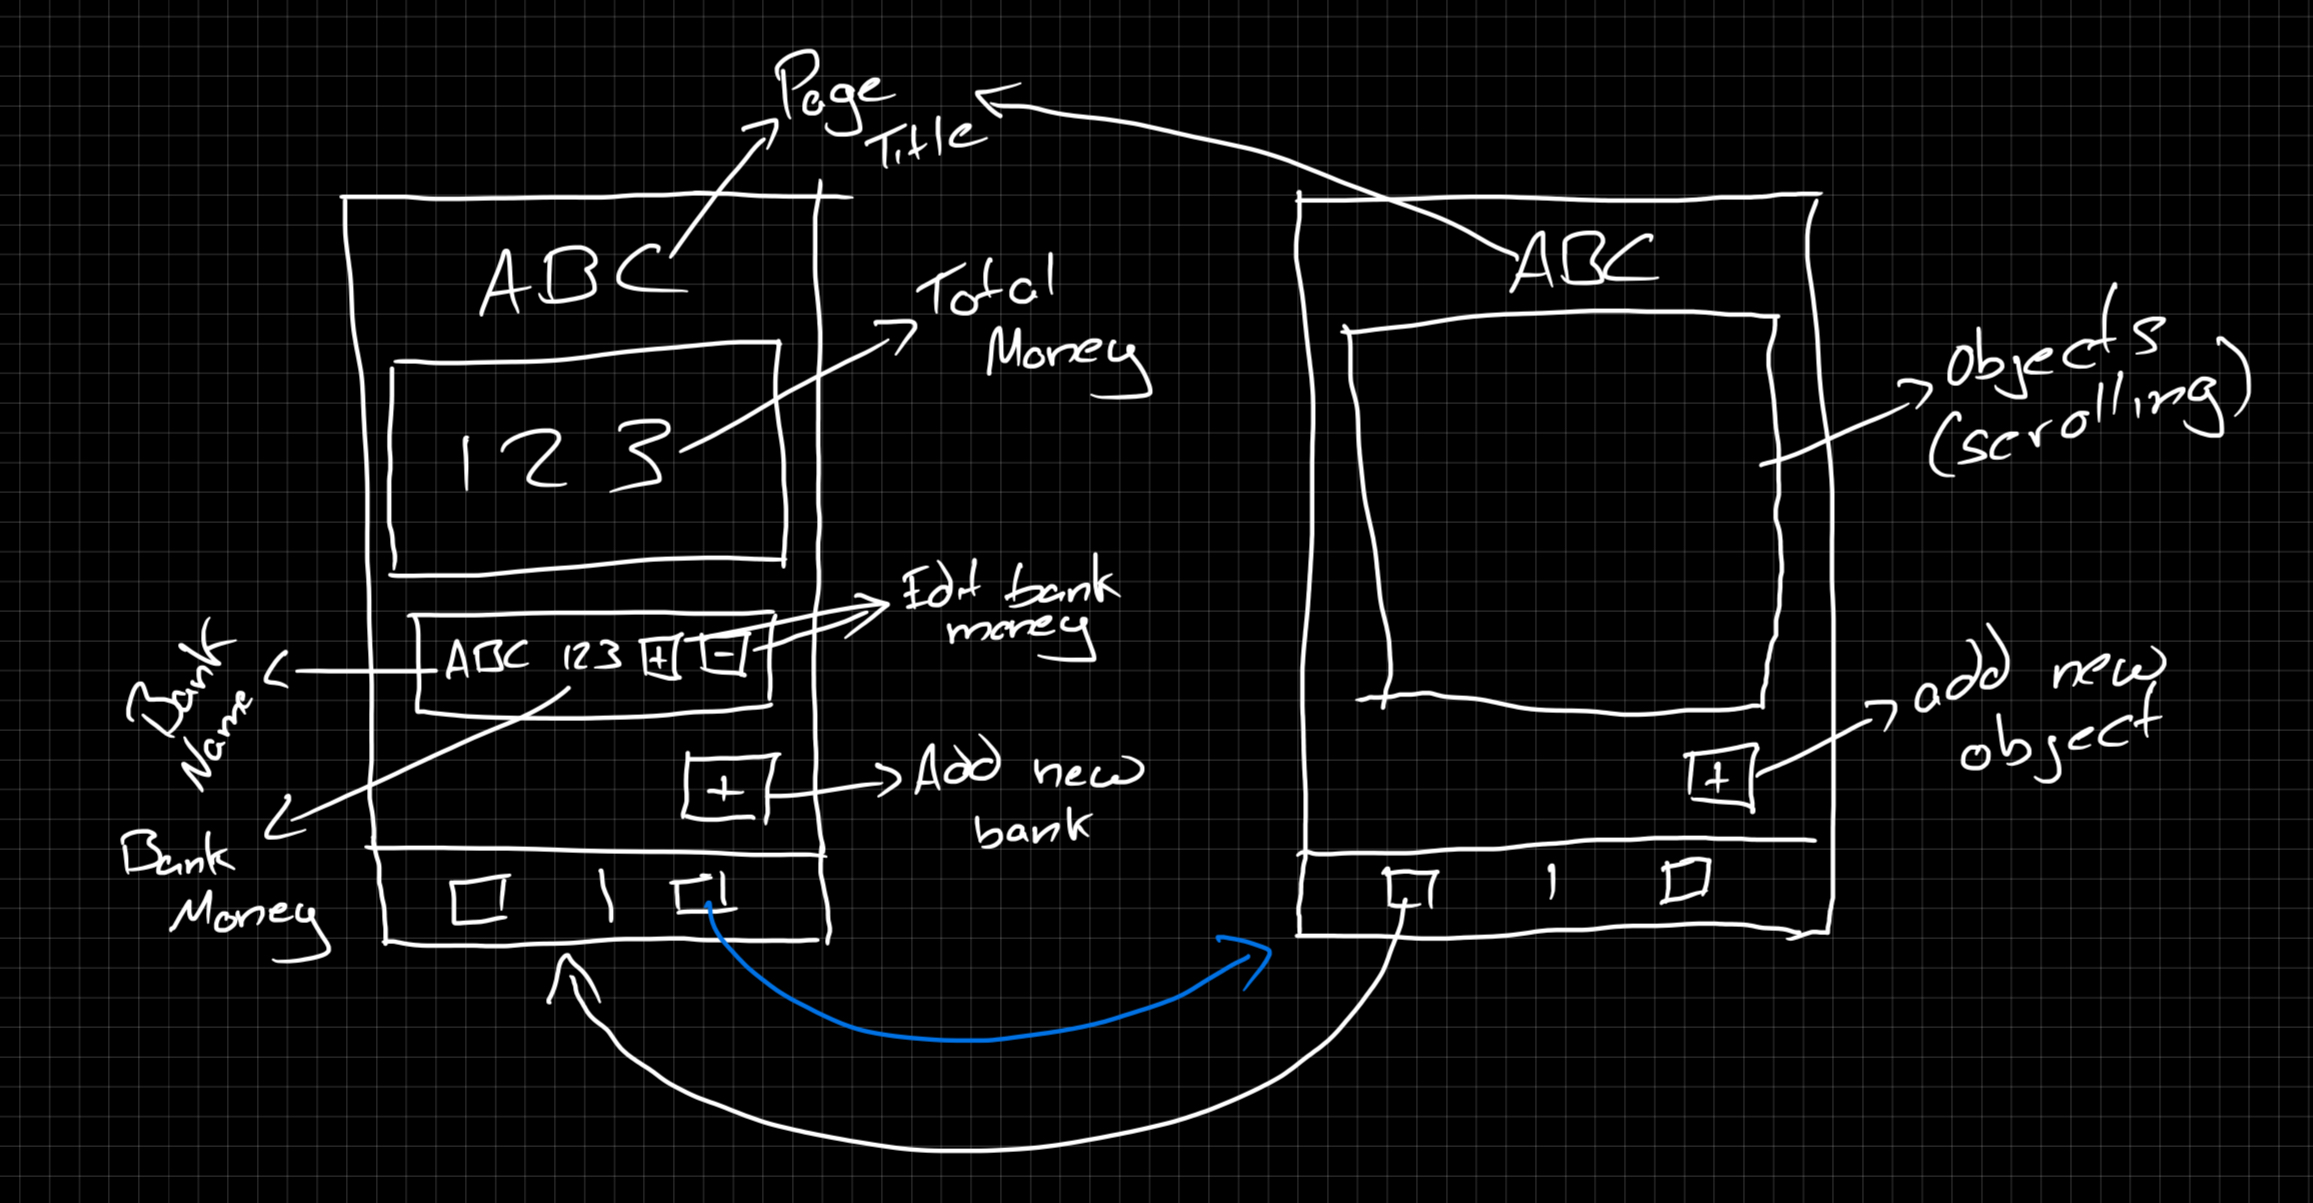 Page
Title
ABC
Total
Money
123
Edit bank
money
ABC 123 + -
Bank
Name
Bank
Money
+
Add new
bank
ABC
Objects
(scrolling)
+
add new
object